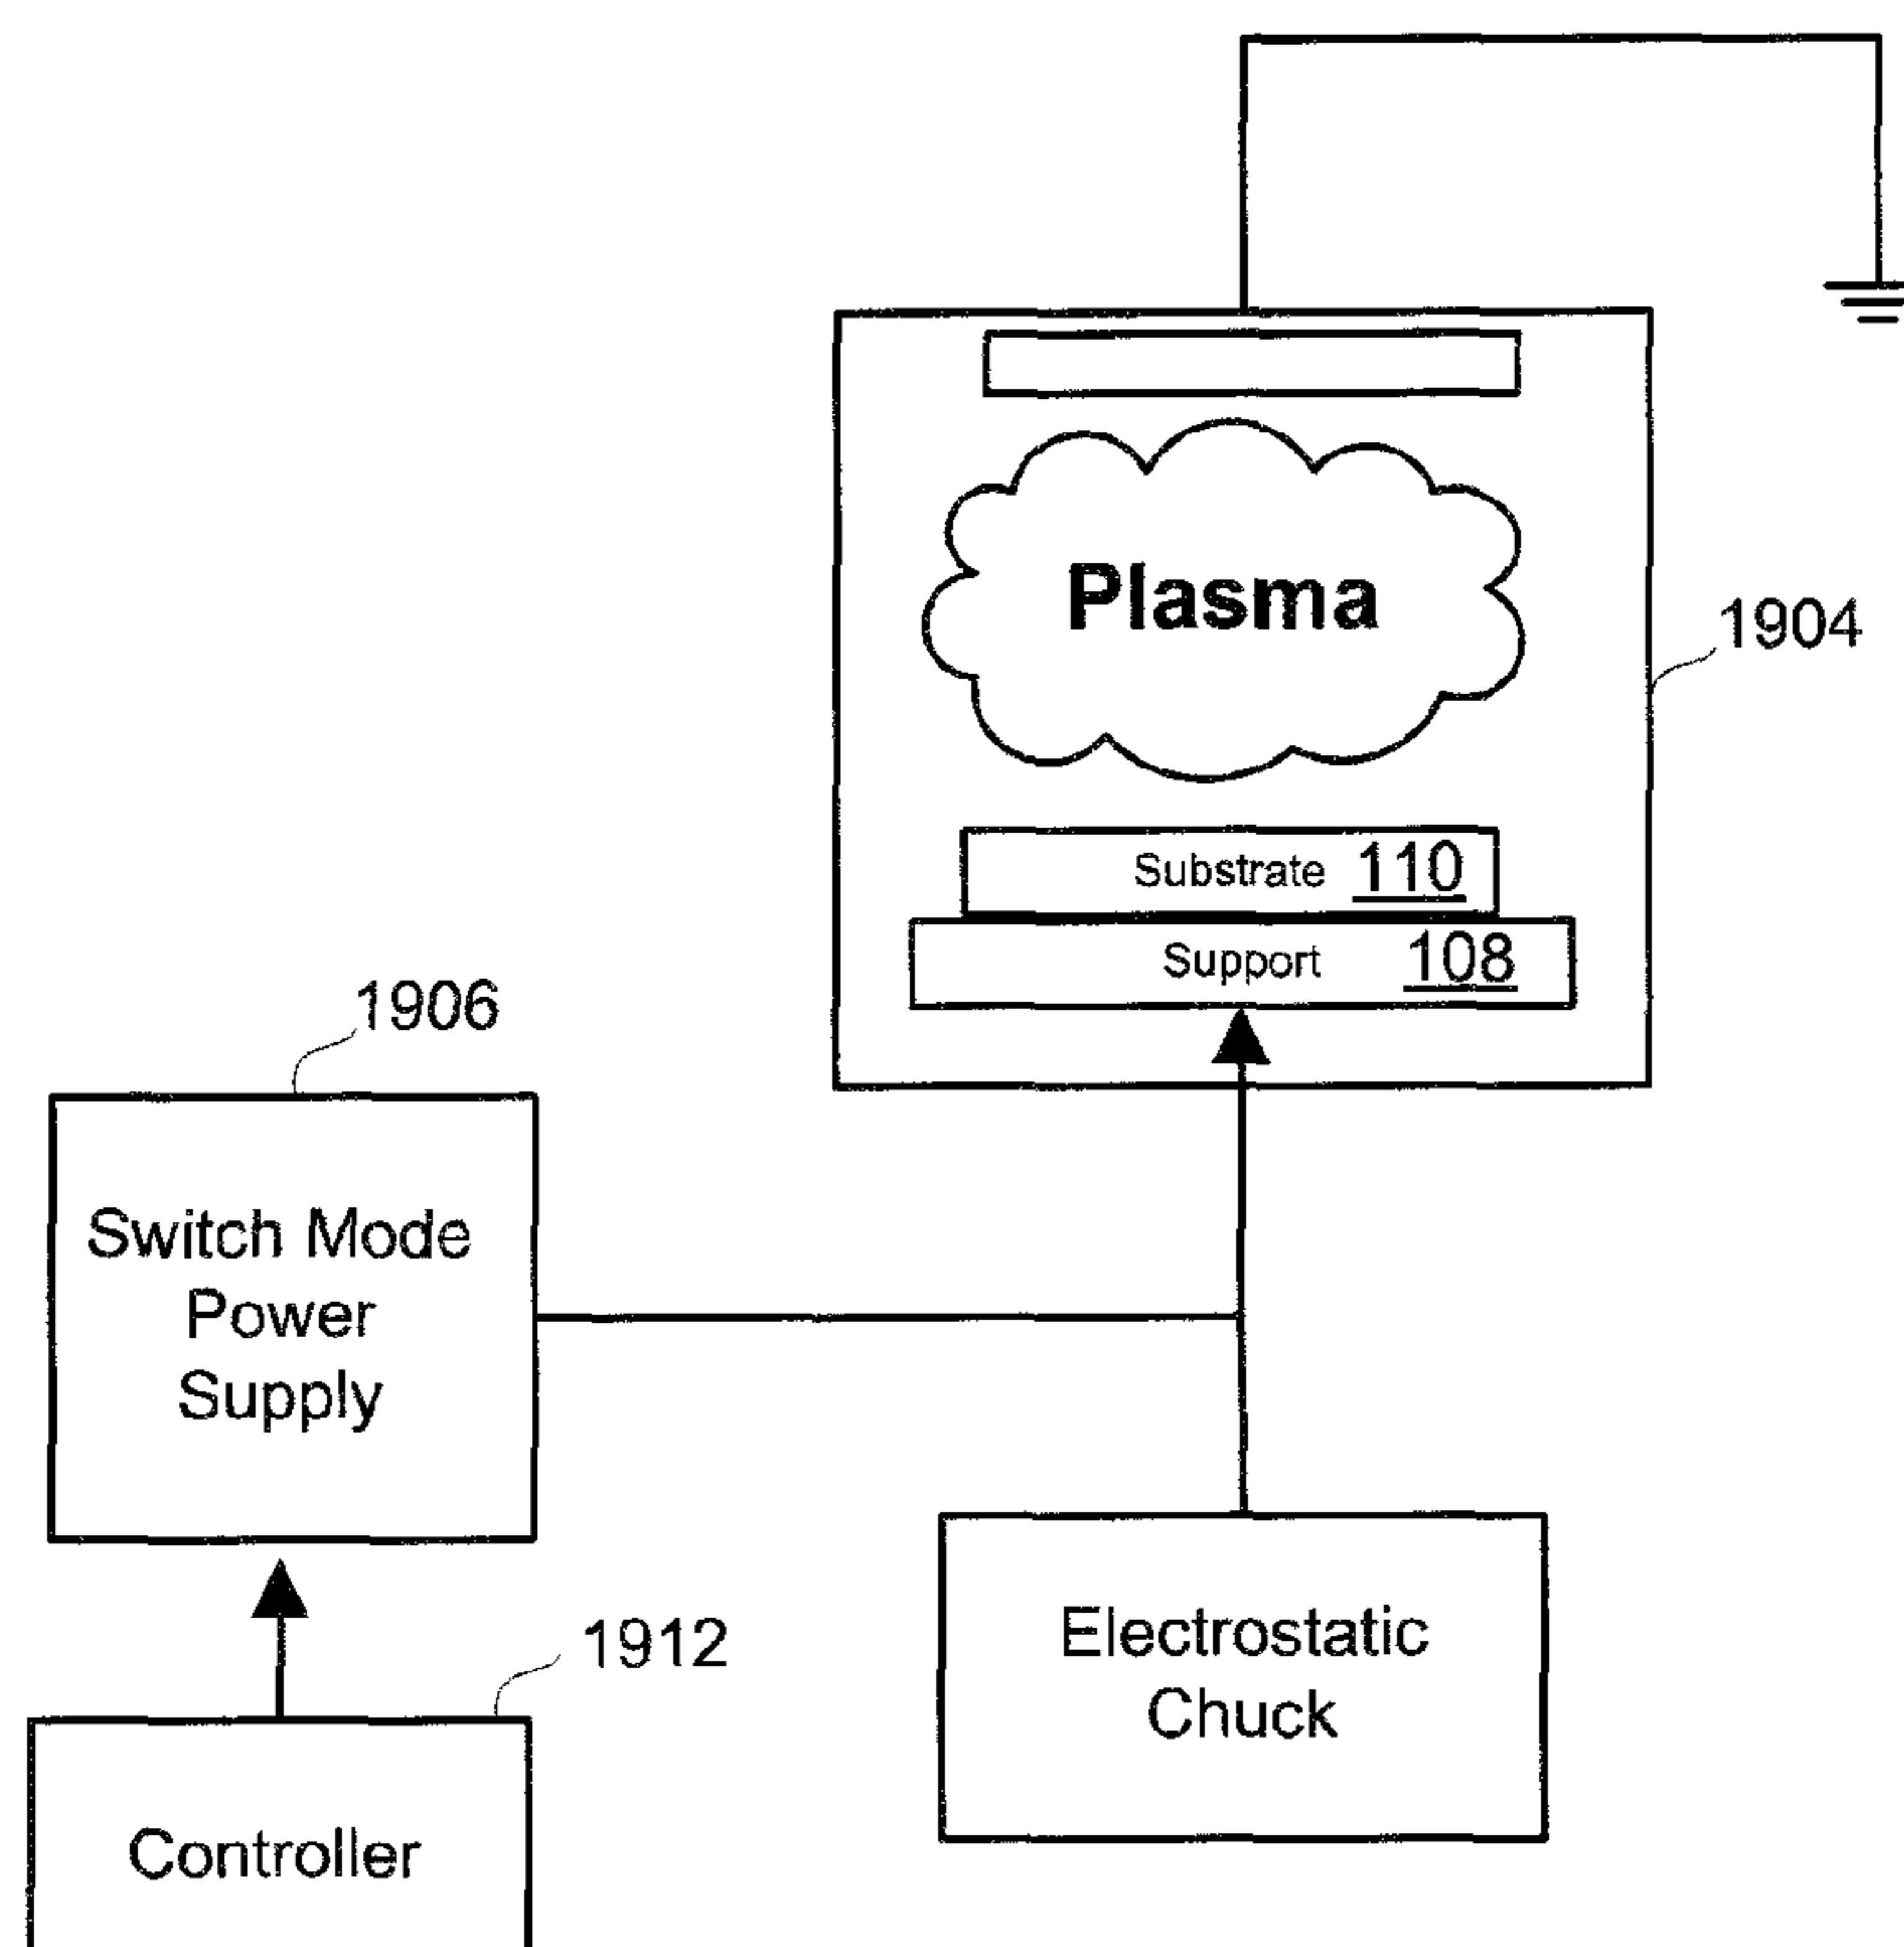 Plasma
1904
Substrate 110
Support 108
1906
Switch Mode
Power
Supply
1912
Electrostatic
Chuck
Controller